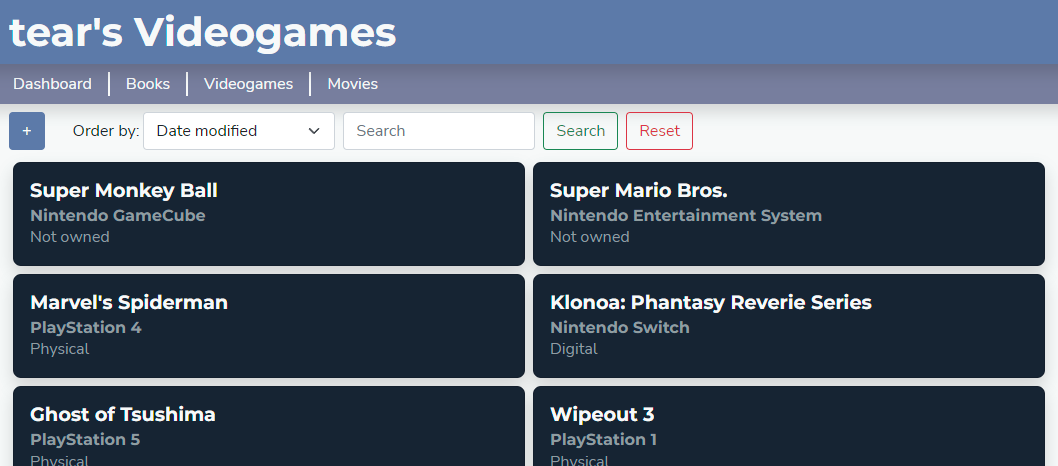 tear's Videogames
Dashboard Books Videogames Movies
+ Order by: Date modified Search Search Reset
Super Monkey Ball
Nintendo GameCube
Not owned
Super Mario Bros.
Nintendo Entertainment System
Not owned
Marvel's Spiderman
PlayStation 4
Physical
Klonoa: Phantasy Reverie Series
Nintendo Switch
Digital
Ghost of Tsushima
PlayStation 5
Physical
Wipeout 3
PlayStation 1
Physical